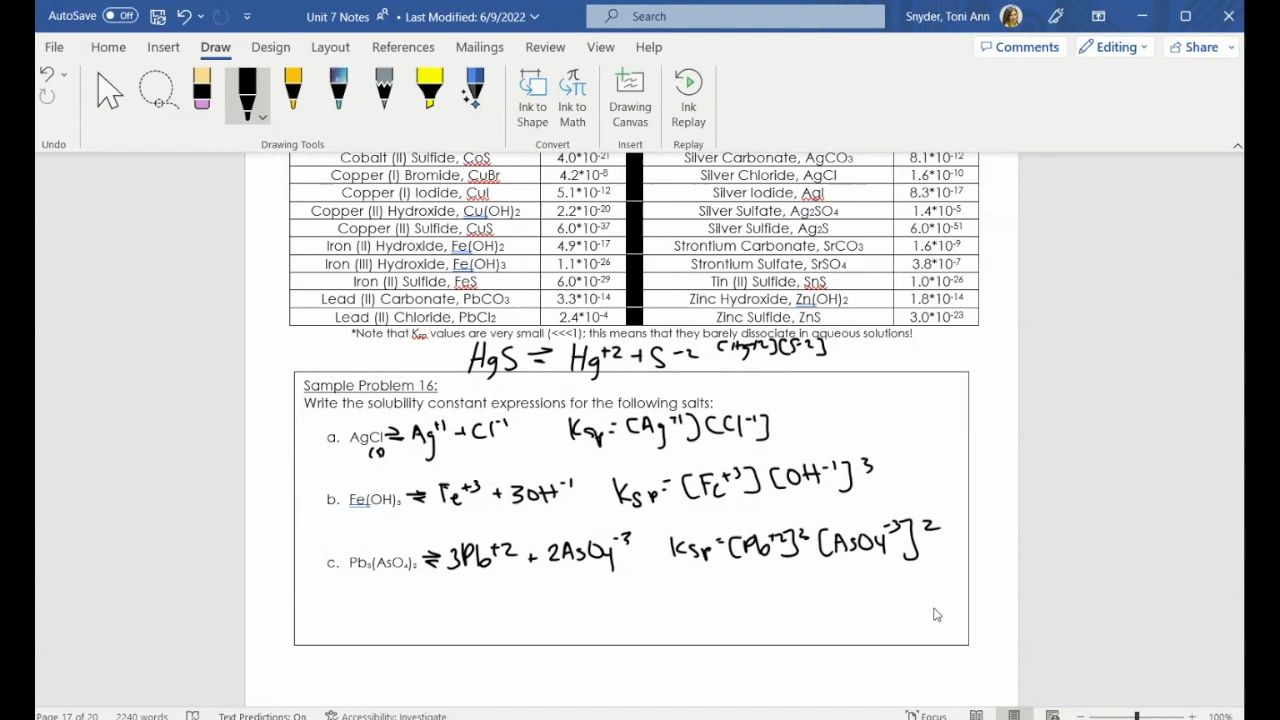 AutoSave Off Unit 7 Notes Last Modified: 6/9/2022 Search Snyder, Toni Ann
File Home Insert Draw Design Layout References Mailings Review View Help Comments Editing Share
Ink to Shape Ink to Math Drawing Canvas Ink Replay
Undo Drawing Tools Convert Insert Replay
Cobalt (II) Sulfide, CoS 4.0*10-21 Silver Carbonate, AgCO3 8.1*10-12
Copper (I) Bromide, CuBr 4.2*10-8 Silver Chloride, AgCl 1.6*10-10
Copper (I) Iodide, CuI 5.1*10-12 Silver Iodide, AgI 8.3*10-17
Copper (II) Hydroxide, Cu(OH)2 2.2*10-20 Silver Sulfate, Ag2SO4 1.4*10-5
Copper (II) Sulfide, CuS 6.0*10-37 Silver Sulfide, Ag2S 6.0*10-51
Iron (II) Hydroxide, Fe(OH)2 4.9*10-17 Strontium Carbonate, SrCO3 1.6*10-9
Iron (III) Hydroxide, Fe(OH)3 1.1*10-26 Strontium Sulfate, SrSO4 3.8*10-7
Iron (II) Sulfide, FeS 6.0*10-29 Tin (II) Sulfide, SnS 1.0*10-26
Lead (II) Carbonate, PbCO3 3.3*10-14 Zinc Hydroxide, Zn(OH)2 1.8*10-14
Lead (II) Chloride, PbCl2 2.4*10-4 Zinc Sulfide, ZnS 3.0*10-23
*Note that Ksp values are very small (<<<1); this means that they barely dissociate in aqueous solutions!
HgS ⇌ Hg+2 + S-2 [Hg+2][S-2]
Sample Problem 16:
Write the solubility constant expressions for the following salts:
a. AgCl ⇌ Ag+1 + Cl-1 Ksp = [Ag+1][Cl-1]
(s)
b. Fe(OH)3 ⇌ Fe+3 + 3OH-1 Ksp = [Fe+3][OH-1]3
c. Pb3(AsO4)2 ⇌ 3Pb+2 + 2AsO4-3 Ksp = [Pb+2]3 [AsO4-3]2
Page 17 of 20 2240 words Text Predictions: On Accessibility: Investigate Focus 100%